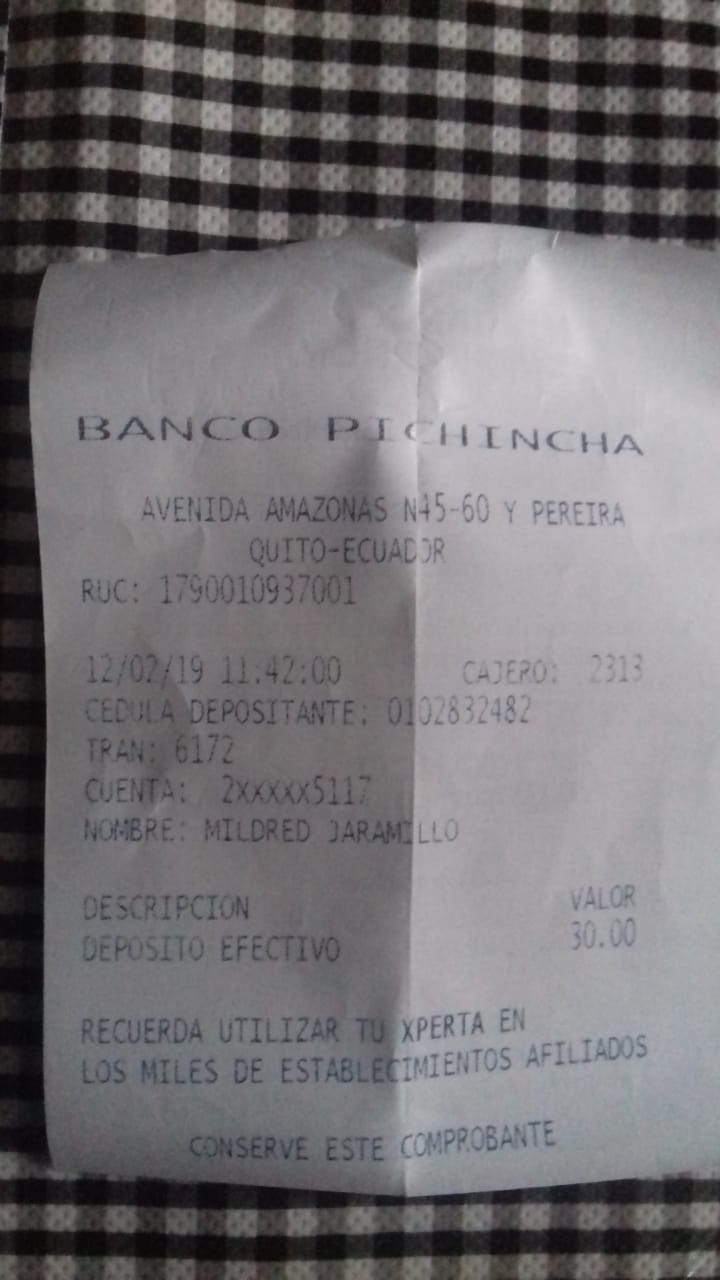 BANCO PICHINCHA
AVENIDA AMAZONAS N45-60 Y PEREIRA
QUITO-ECUADOR
RUC: 1790010937001
12/02/19 11:42:00 CAJERO: 2313
CEDULA DEPOSITANTE: 0102832482
TRAN: 6172
CUENTA: 2XXXXX5117
NOMBRE: MILDRED JARAMILLO
DESCRIPCION VALOR
DEPOSITO EFECTIVO 30.00
RECUERDA UTILIZAR TU XPERTA EN
LOS MILES DE ESTABLECIMIENTOS AFILIADOS
CONSERVE ESTE COMPROBANTE